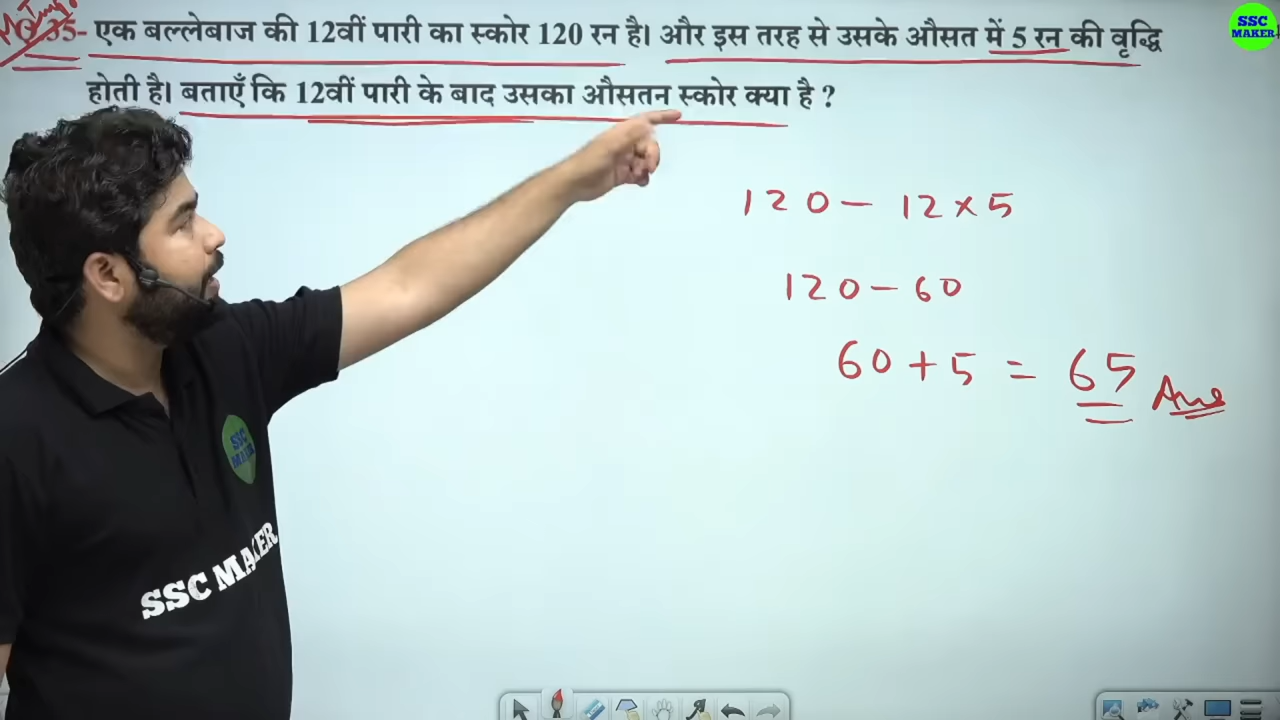 35- एक बल्लेबाज की 12वीं पारी का स्कोर 120 रन है। और इस तरह से उसके औसत में 5 रन की वृद्धि
होती है। बताएँ कि 12वीं पारी के बाद उसका औसतन स्कोर क्या है ?
SSC
MAKER
120 - 12 × 5
120 - 60
60 + 5 = 65 Ans
SSC
SSC MAKER